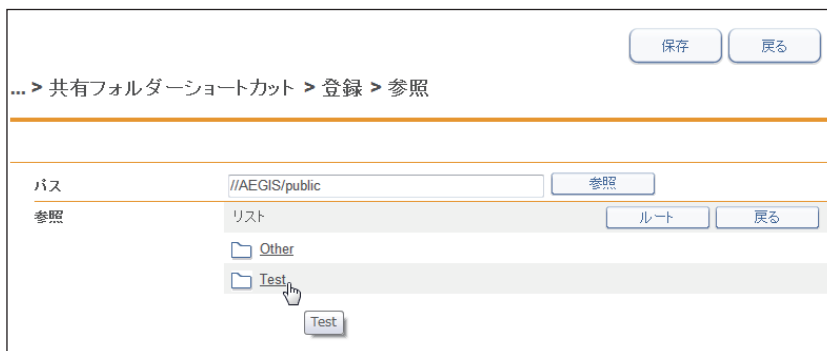 保存 戻る
... > 共有フォルダーショートカット > 登録 > 参照
パス //AEGIS/public 参照
参照 リスト ルート 戻る
Other
Test
Test